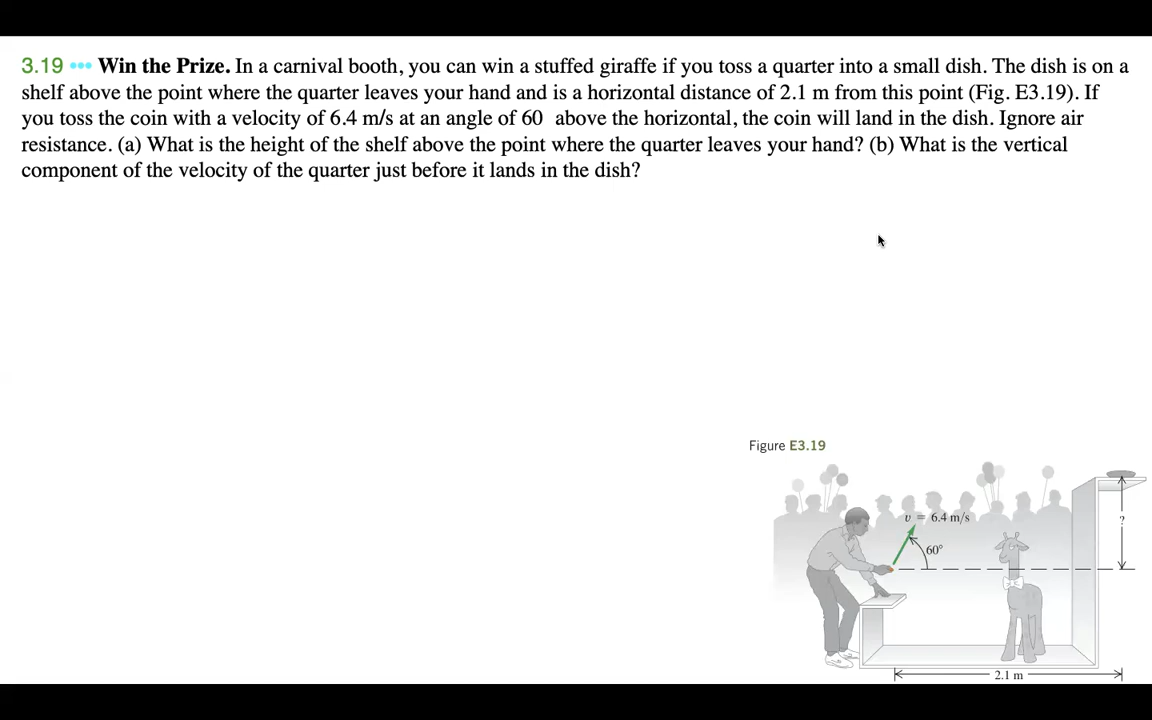 3.19 ••• Win the Prize. In a carnival booth, you can win a stuffed giraffe if you toss a quarter into a small dish. The dish is on a
shelf above the point where the quarter leaves your hand and is a horizontal distance of 2.1 m from this point (Fig. E3.19). If
you toss the coin with a velocity of 6.4 m/s at an angle of 60  above the horizontal, the coin will land in the dish. Ignore air
resistance. (a) What is the height of the shelf above the point where the quarter leaves your hand? (b) What is the vertical
component of the velocity of the quarter just before it lands in the dish?
Figure E3.19
v = 6.4 m/s
?
60°
2.1 m